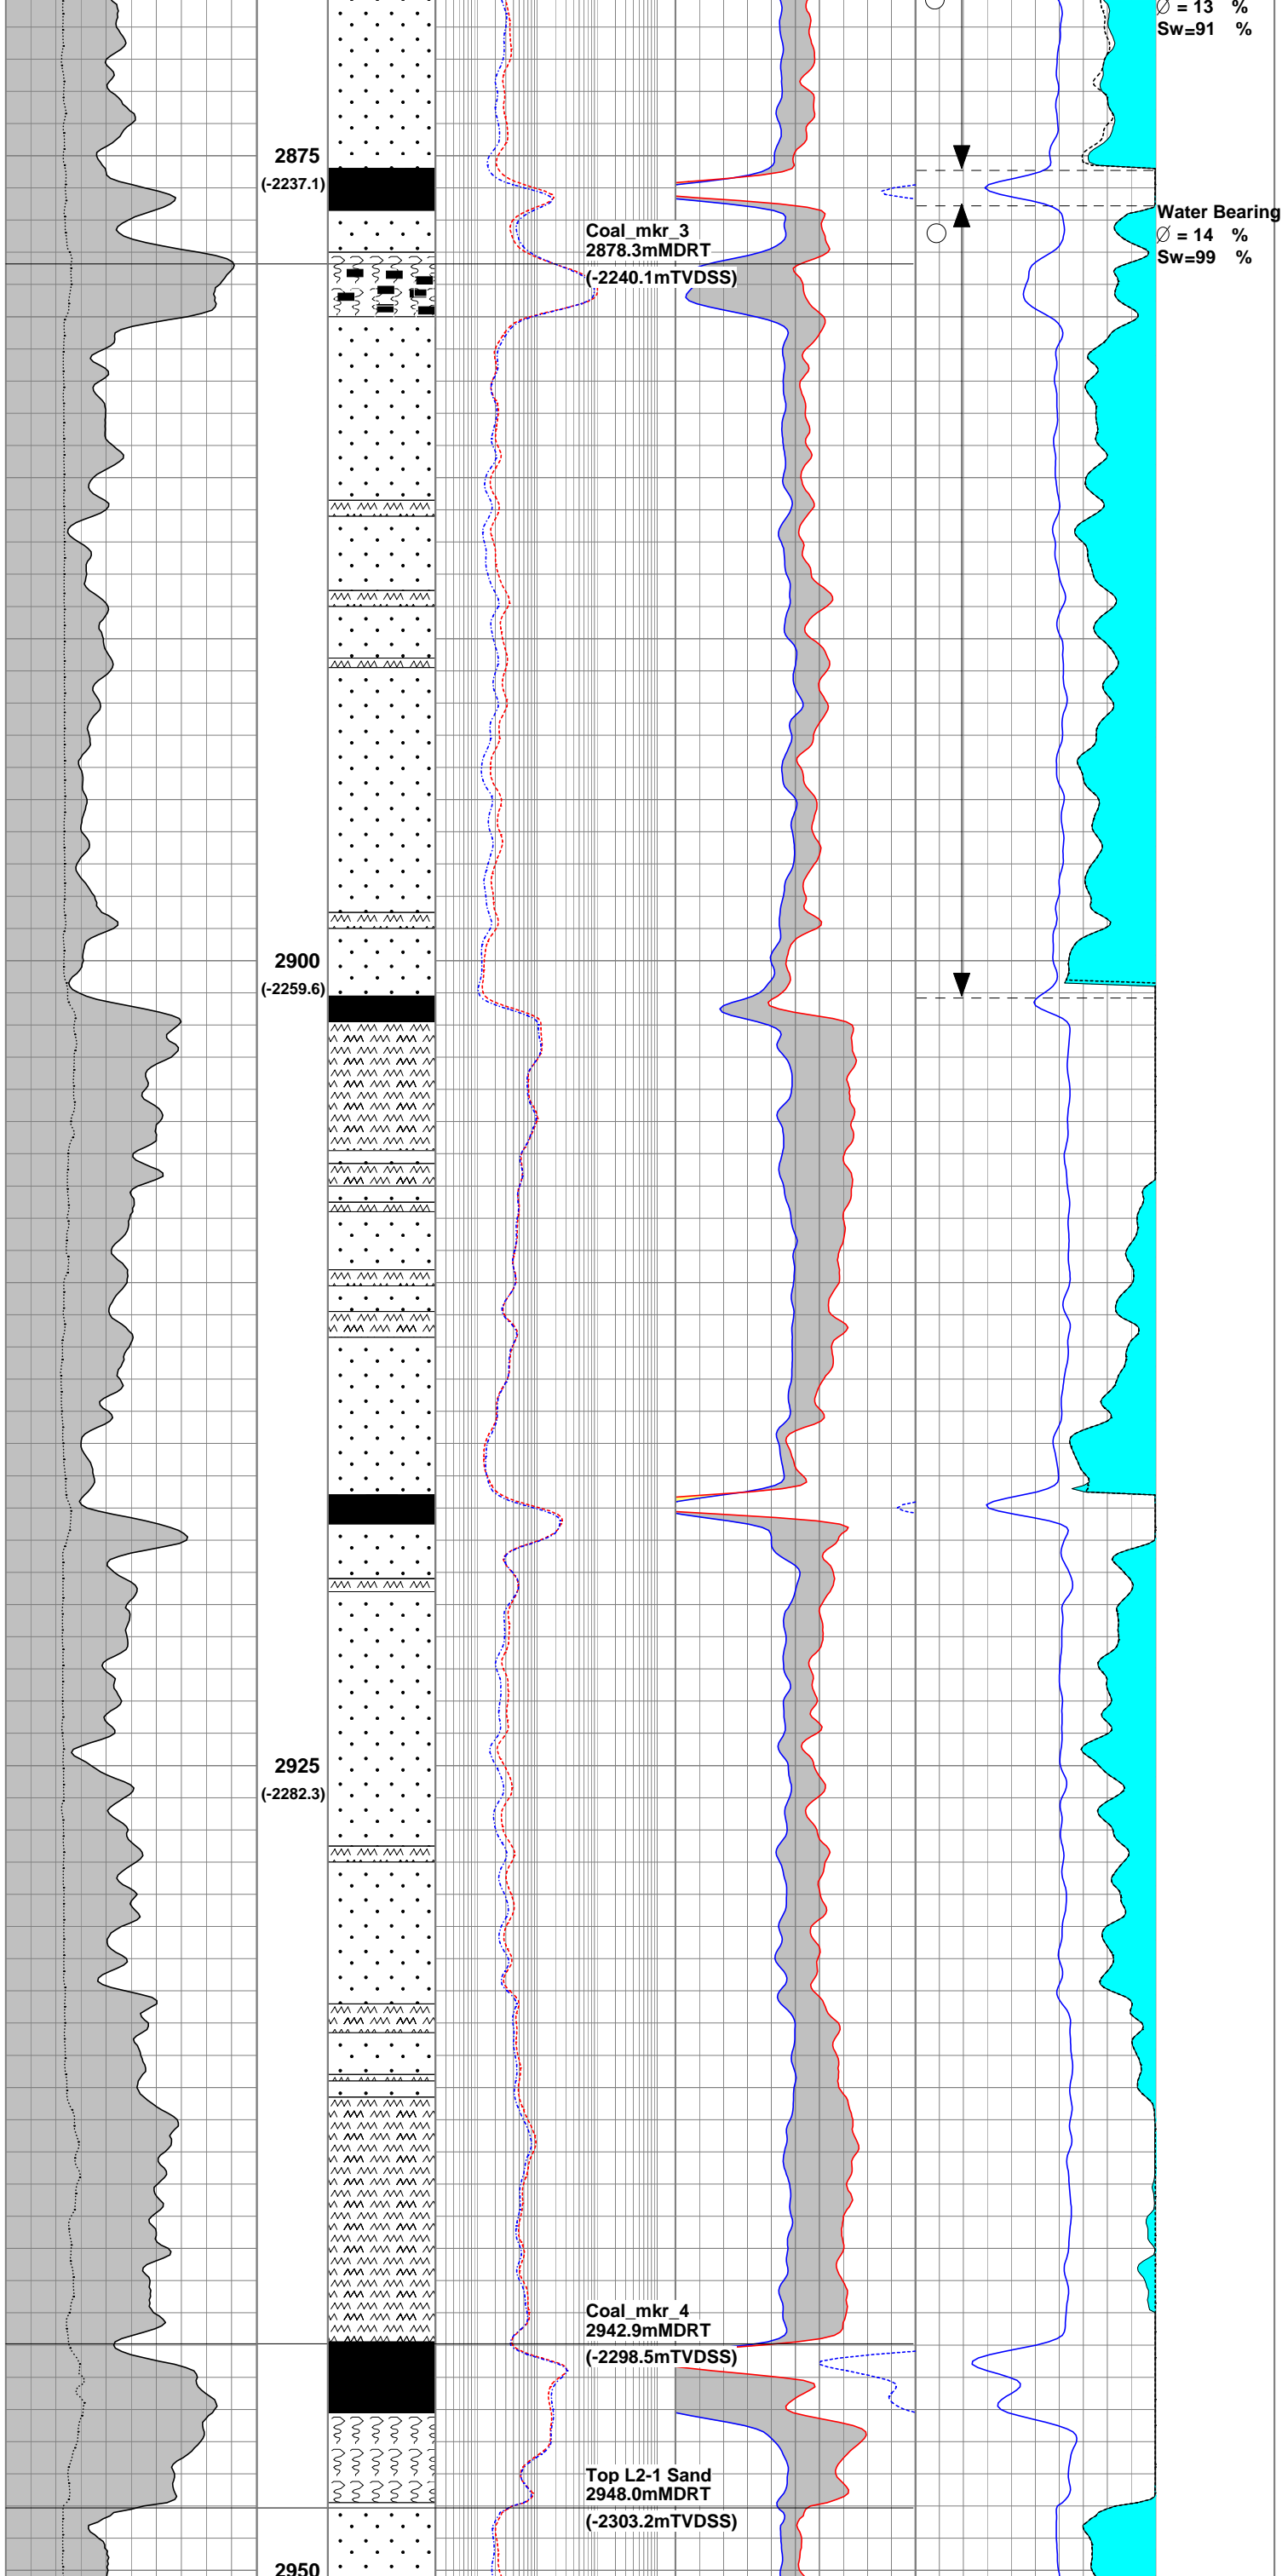 ∅ = 13 %
Sw=91 %
2875
(-2237.1)
Water Bearing
∅ = 14 %
Sw=99 %
Coal_mkr_3
2878.3mMDRT
(-2240.1mTVDSS)
2900
(-2259.6)
2925
(-2282.3)
Coal_mkr_4
2942.9mMDRT
(-2298.5mTVDSS)
Top L2-1 Sand
2948.0mMDRT
(-2303.2mTVDSS)
2950